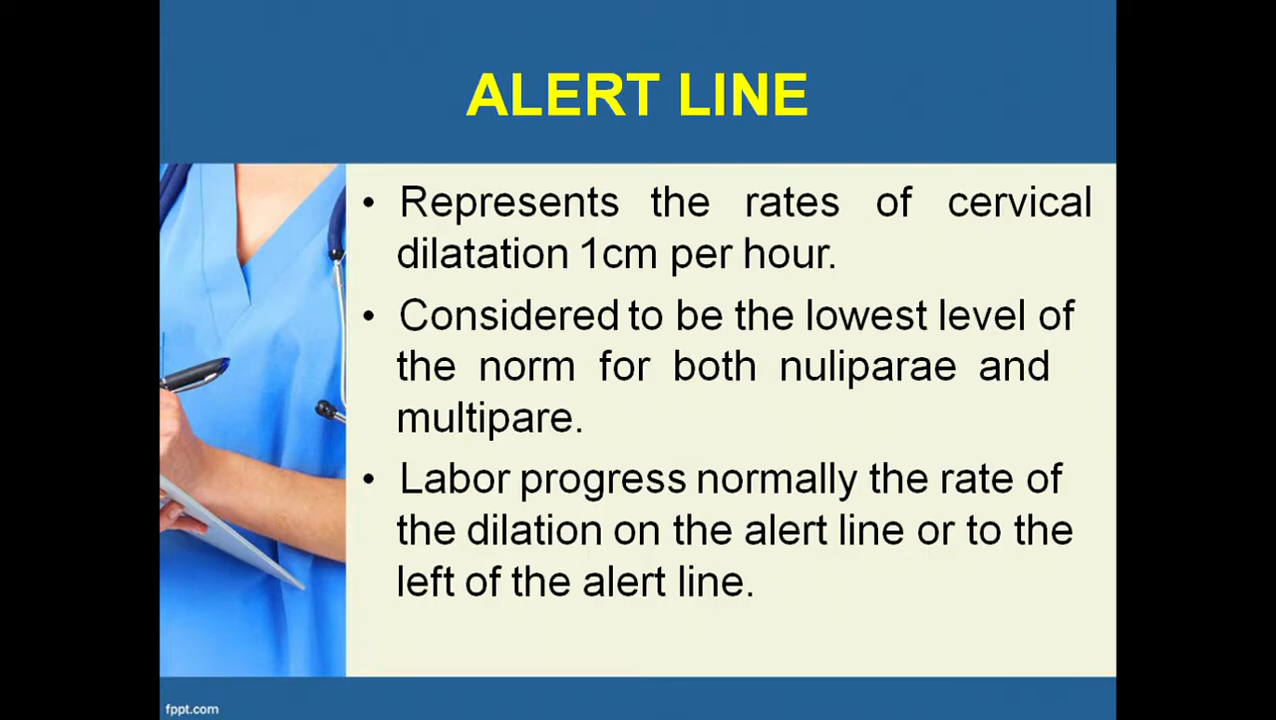 ALERT LINE
• Represents the rates of cervical
dilatation 1cm per hour.
• Considered to be the lowest level of
the norm for both nuliparae and
multipare.
• Labor progress normally the rate of
the dilation on the alert line or to the
left of the alert line.
fppt.com